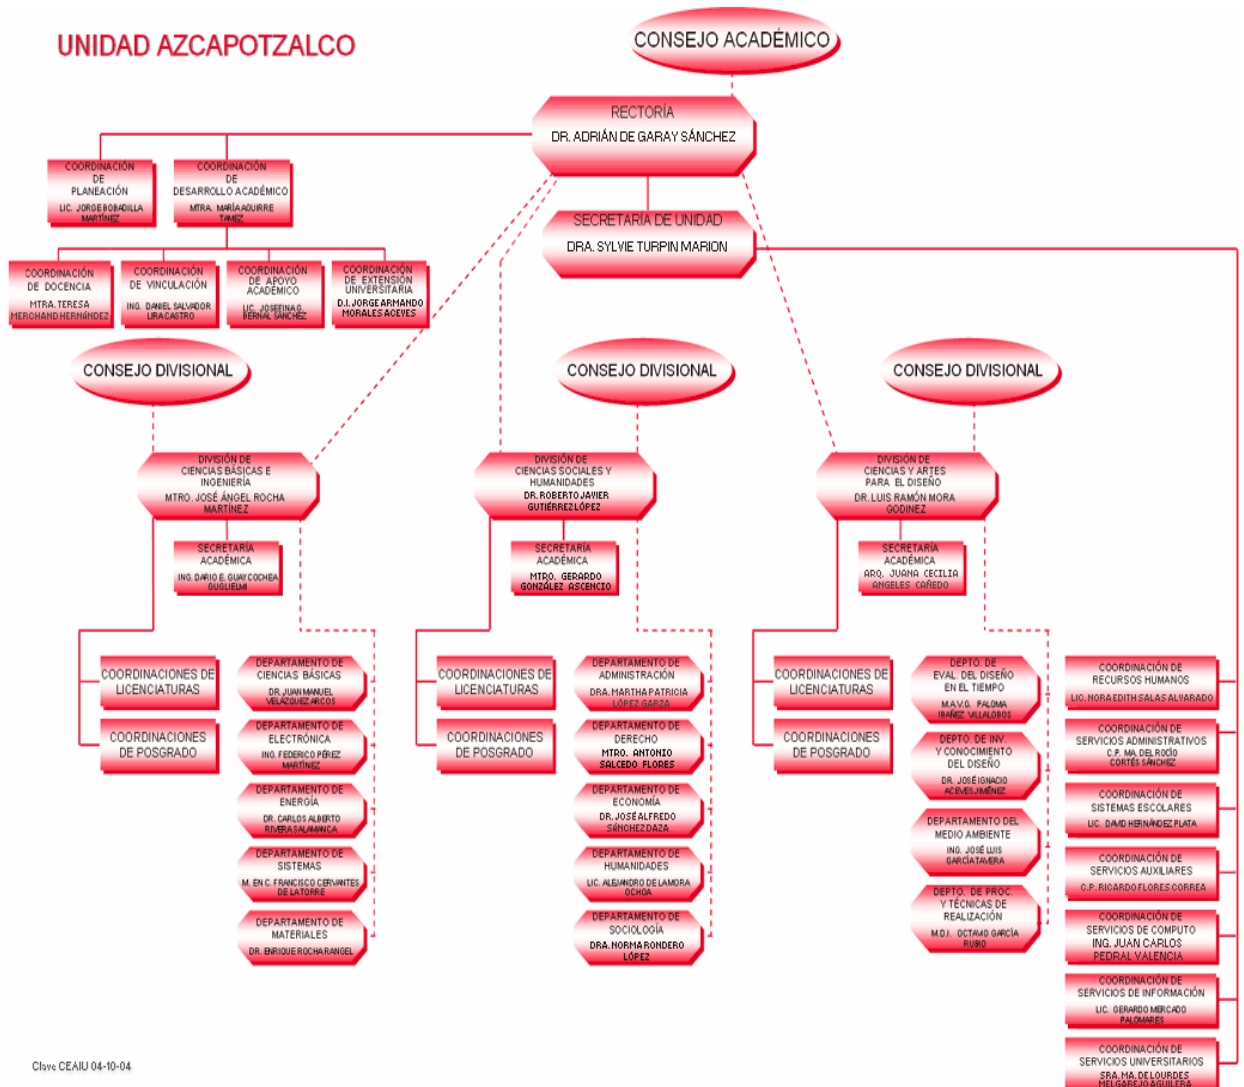 UNIDAD AZCAPOTZALCO
CONSEJO ACADÉMICO
RECTORÍA
DR. ADRIÁN DE GARAY SÁNCHEZ
COORDINACIÓN
DE
PLANEACIÓN
LIC. JORGE BOBADILLA
MARTÍNEZ
COORDINACIÓN
DE
DESARROLLO ACADÉMICO
MTRA. MARÍA AGUIRRE
TAMEZ
SECRETARÍA DE UNIDAD
DRA. SYLVIE TURPIN MARION
COORDINACIÓN
DE DOCENCIA
MTRA. TERESA
MERCHAND HERNÁNDEZ
COORDINACIÓN
DE VINCULACIÓN
ING. DANIEL SALVADOR
LIRA CASTRO
COORDINACIÓN
DE APOYO
ACADÉMICO
LIC. JOSEFINA G.
BERNAL SÁNCHEZ
COORDINACIÓN
DE EXTENSIÓN
UNIVERSITARIA
D.I. JORGE ARMANDO
MORALES ACEVES
CONSEJO DIVISIONAL
CONSEJO DIVISIONAL
CONSEJO DIVISIONAL
DIVISIÓN DE
CIENCIAS BÁSICAS E
INGENIERÍA
MTRO. JOSÉ ÁNGEL ROCHA
MARTÍNEZ
DIVISIÓN DE
CIENCIAS SOCIALES Y
HUMANIDADES
DR. ROBERTO JAVIER
GUTIÉRREZ LÓPEZ
DIVISIÓN DE
CIENCIAS Y ARTES
PARA EL DISEÑO
DR. LUIS RAMÓN MORA
GODINEZ
SECRETARÍA
ACADÉMICA
ING. DARIO E. GUAYCOCHEA
GUGLIELMI
SECRETARÍA
ACADÉMICA
MTRO. GERARDO
GONZÁLEZ ASCENCIO
SECRETARÍA
ACADÉMICA
ARQ. JUANA CECILIA
ANGELES CAÑEDO
COORDINACIONES DE
LICENCIATURAS
COORDINACIONES
DE POSGRADO
DEPARTAMENTO DE
CIENCIAS BÁSICAS
DR. JUAN MANUEL
VELÁZQUEZ ARCOS
DEPARTAMENTO DE
ELECTRÓNICA
ING. FEDERICO PÉREZ
MARTÍNEZ
DEPARTAMENTO DE
ENERGÍA
DR. CARLOS ALBERTO
RIVERA SALAMANCA
DEPARTAMENTO DE
SISTEMAS
M. EN C. FRANCISCO CERVANTES
DE LA TORRE
DEPARTAMENTO DE
MATERIALES
DR. ENRIQUE ROCHA RANGEL
COORDINACIONES DE
LICENCIATURAS
COORDINACIONES
DE POSGRADO
DEPARTAMENTO DE
ADMINISTRACIÓN
DRA. MARTHA PATRICIA
LÓPEZ GARZA
DEPARTAMENTO DE
DERECHO
MTRO. ANTONIO
SALCEDO FLORES
DEPARTAMENTO DE
ECONOMÍA
DR. JOSÉ ALFREDO
SÁNCHEZ DAZA
DEPARTAMENTO DE
HUMANIDADES
LIC. ALEJANDRO DE LA MORA
OCHOA
DEPARTAMENTO DE
SOCIOLOGÍA
DRA. NORMA RONDERO
LÓPEZ
COORDINACIONES DE
LICENCIATURAS
COORDINACIONES
DE POSGRADO
DEPTO. DE
EVAL. DEL DISEÑO
EN EL TIEMPO
M.A.V.G. PALOMA
IBAÑEZ VILLALOBOS
DEPTO. DE INV.
Y CONOCIMIENTO
DEL DISEÑO
DR. JOSÉ IGNACIO
ACEVES JIMÉNEZ
DEPARTAMENTO DEL
MEDIO AMBIENTE
ING. JOSÉ LUIS
GARCÍA TAVERA
DEPTO. DE PROC.
Y TÉCNICAS DE
REALIZACIÓN
M.D.I. OCTAVIO GARCÍA
RUBIO
COORDINACIÓN DE
RECURSOS HUMANOS
LIC. NORA EDITH SALAS ALVARADO
COORDINACIÓN DE
SERVICIOS ADMINISTRATIVOS
C.P. MA. DEL ROCÍO
CORTÉS SÁNCHEZ
COORDINACIÓN DE
SISTEMAS ESCOLARES
LIC. DAVID HERNÁNDEZ PLATA
COORDINACIÓN DE
SERVICIOS AUXILIARES
C.P. RICARDO FLORES CORREA
COORDINACIÓN DE
SERVICIOS DE COMPUTO
ING. JUAN CARLOS
PEDRAL VALENCIA
COORDINACIÓN DE
SERVICIOS DE INFORMACIÓN
LIC. GERARDO MERCADO
PALOMARES
COORDINACIÓN DE
SERVICIOS UNIVERSITARIOS
SRA. MA. DE LOURDES
MELGAREJO AGUILERA
Clave CEAIU 04-10-04